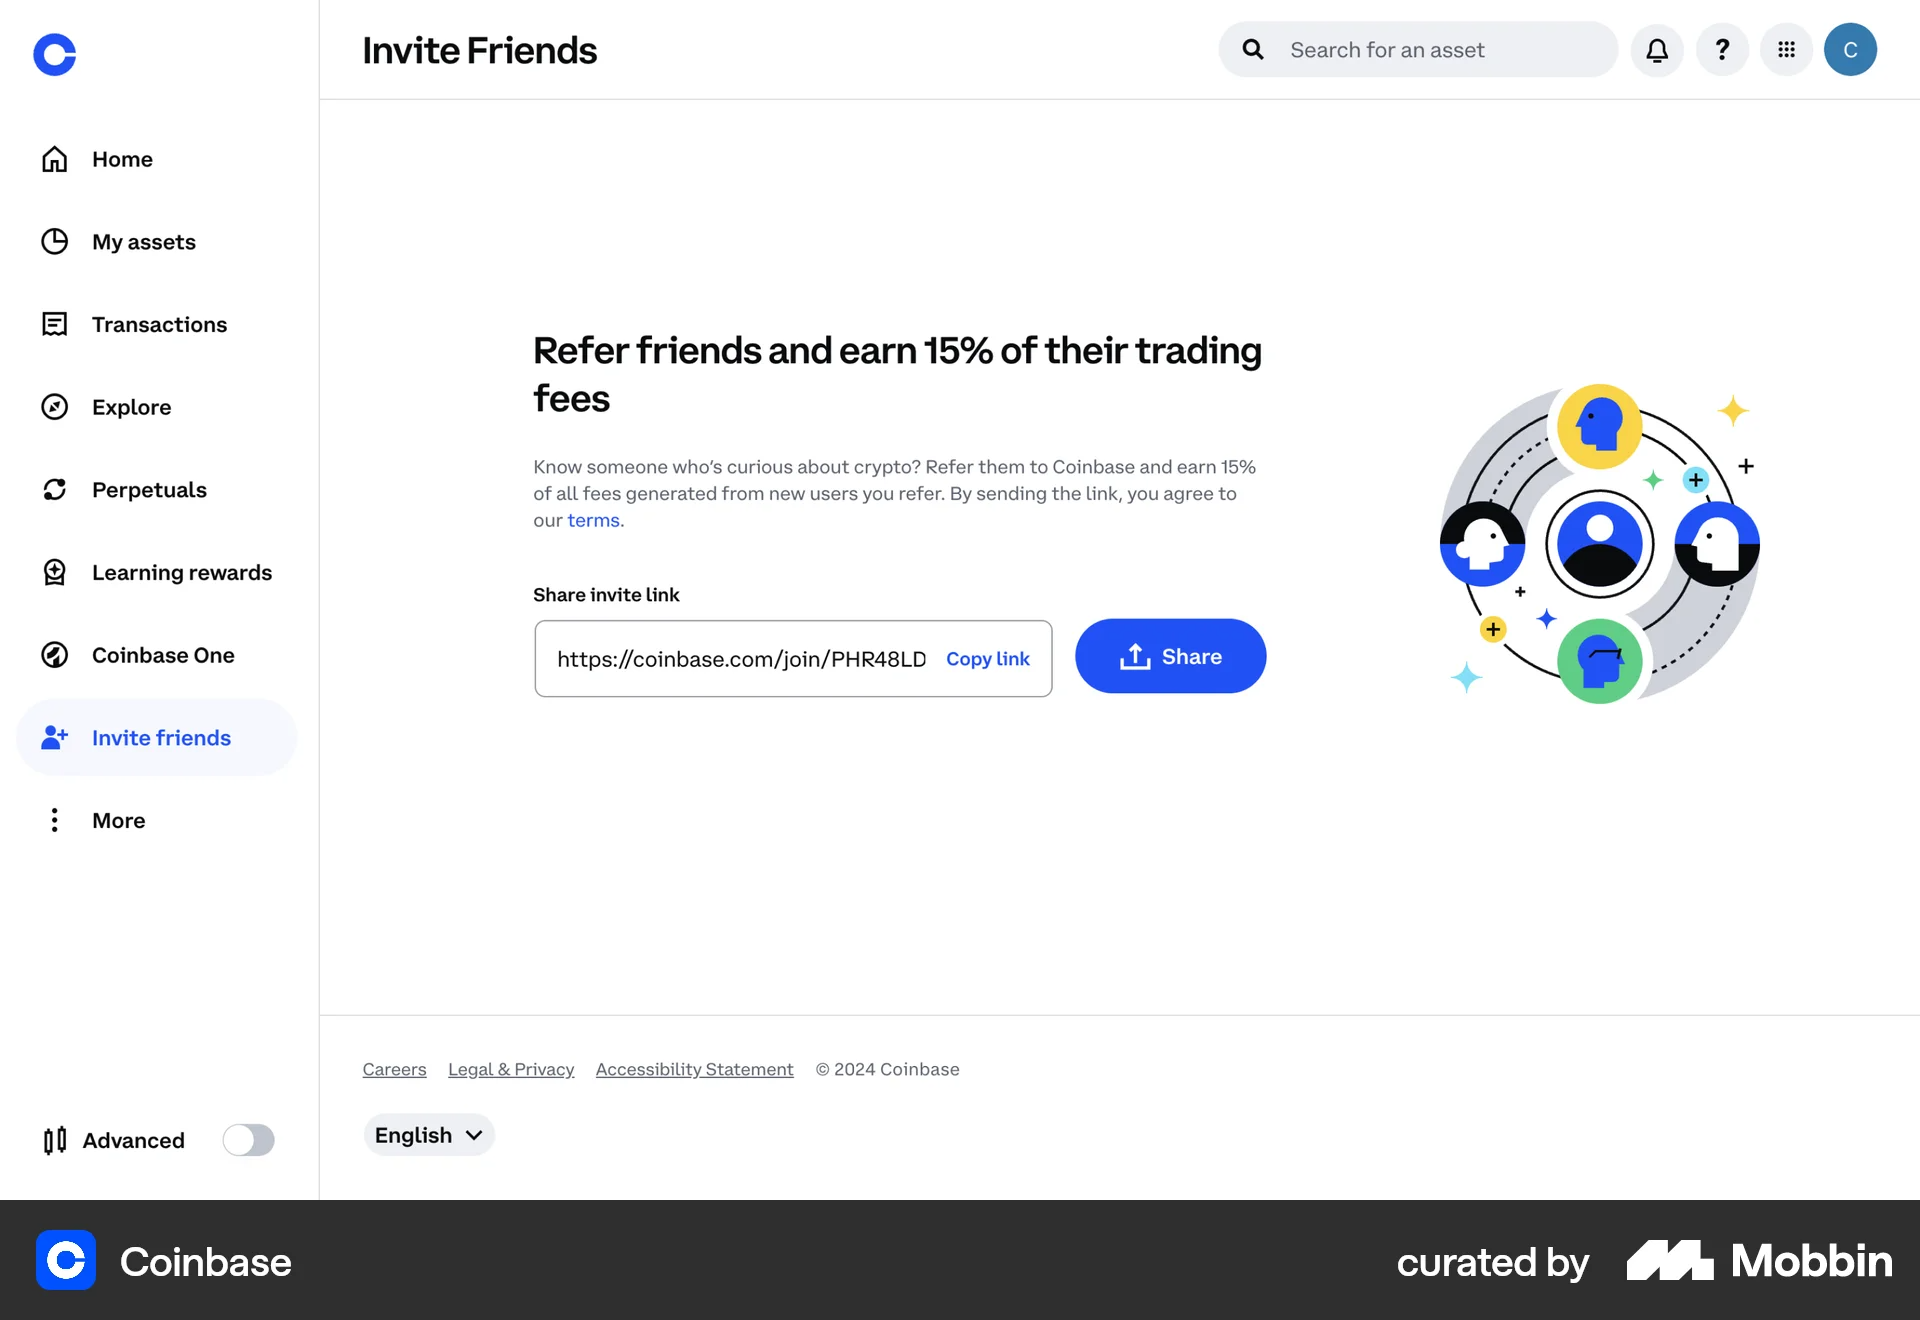 Invite Friends
Search for an asset
?
C
Home
My assets
Transactions
Explore
Perpetuals
Learning rewards
Coinbase One
Invite friends
More
Advanced
Refer friends and earn 15% of their trading
fees
Know someone who's curious about crypto? Refer them to Coinbase and earn 15%
of all fees generated from new users you refer. By sending the link, you agree to
our terms.
Share invite link
https://coinbase.com/join/PHR48LD
Copy link
Share
Careers Legal & Privacy Accessibility Statement © 2024 Coinbase
English
Coinbase
curated by Mobbin